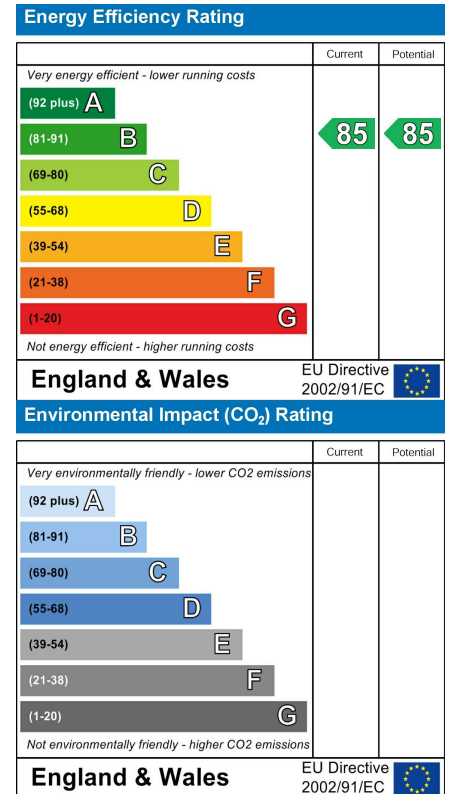 Energy Efficiency Rating
Current Potential
Very energy efficient - lower running costs
(92 plus) A
(81-91) B 85 85
(69-80) C
(55-68) D
(39-54) E
(21-38) F
(1-20) G
Not energy efficient - higher running costs
England & Wales
EU Directive
2002/91/EC
Environmental Impact (CO₂) Rating
Current Potential
Very environmentally friendly - lower CO2 emissions
(92 plus) A
(81-91) B
(69-80) C
(55-68) D
(39-54) E
(21-38) F
(1-20) G
Not environmentally friendly - higher CO2 emissions
England & Wales
EU Directive
2002/91/EC